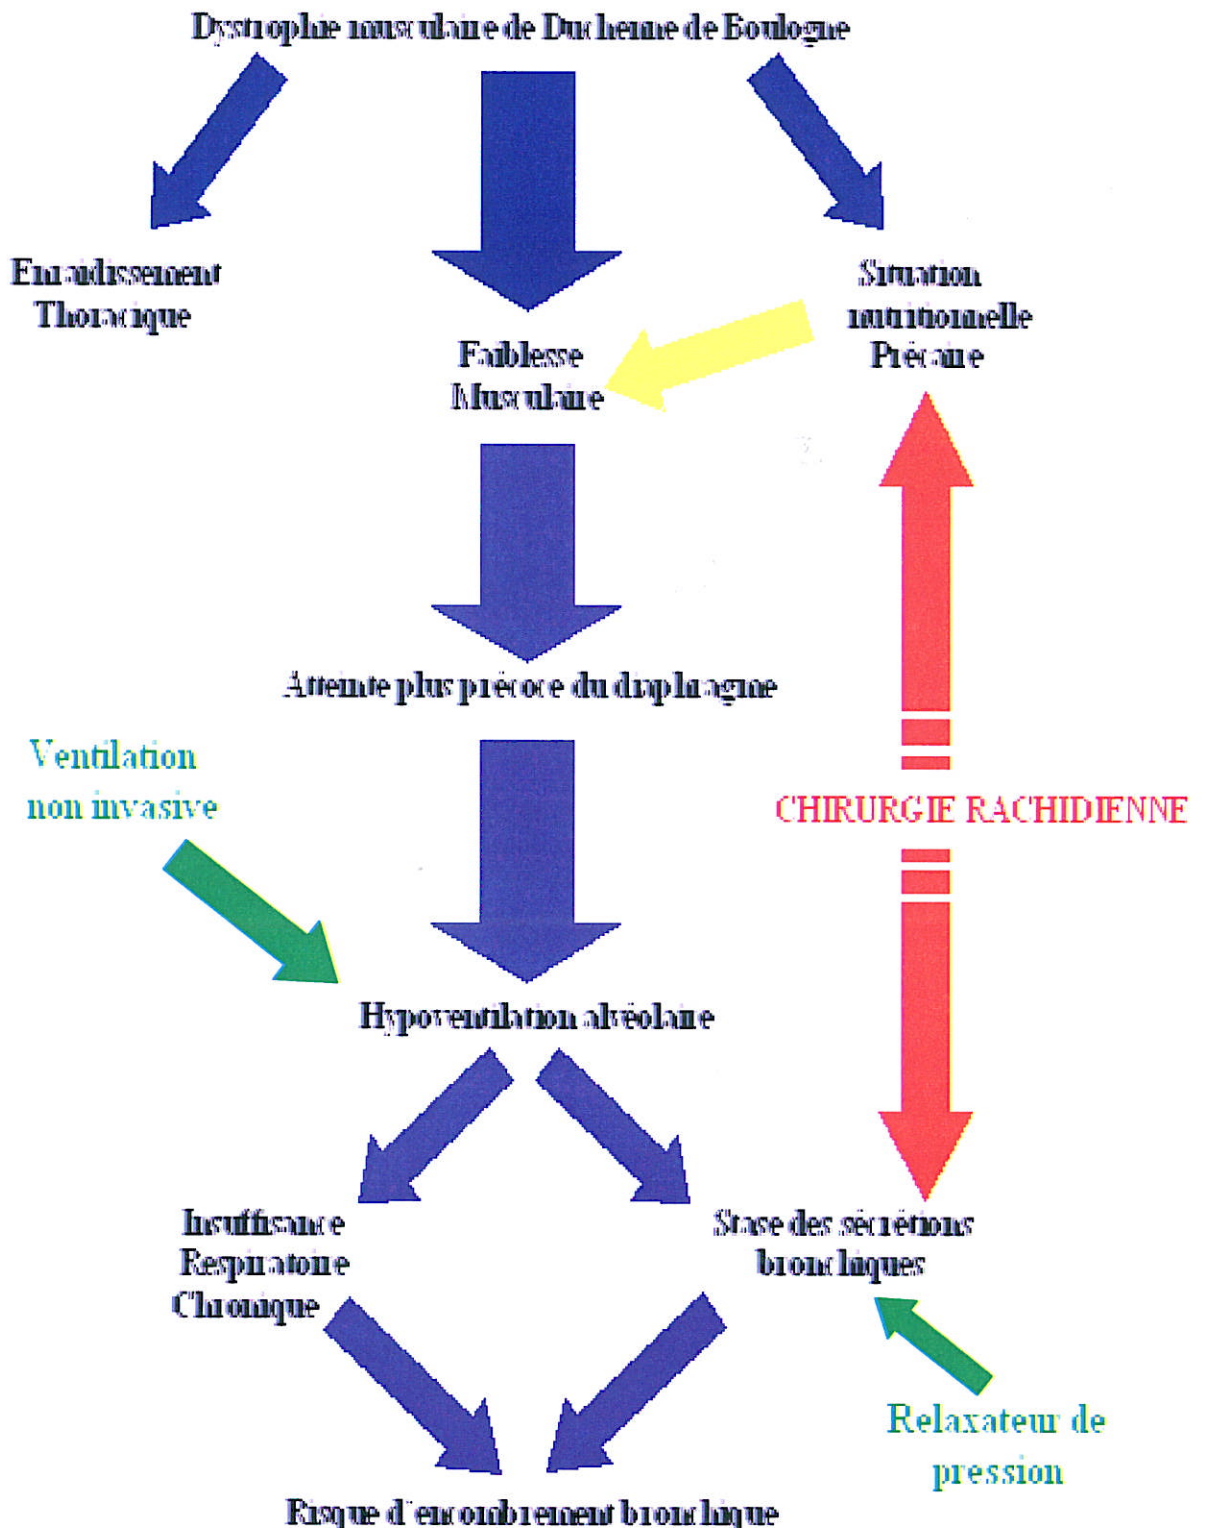 Dystrophie musculaire de Duchenne de Boulogne
Enraidissement
Thoracique
Situation
nutritionnelle
Précaire
Faiblesse
Musculaire
Atteinte plus précoce du diaphragme
Ventilation
non invasive
CHIRURGIE RACHIDIENNE
Hypoventilation alvéolaire
Insuffisance
Respiratoire
Chronique
Stase des sécrétions
bronchiques
Relaxateur de
pression
Risque d'encombrement bronchique